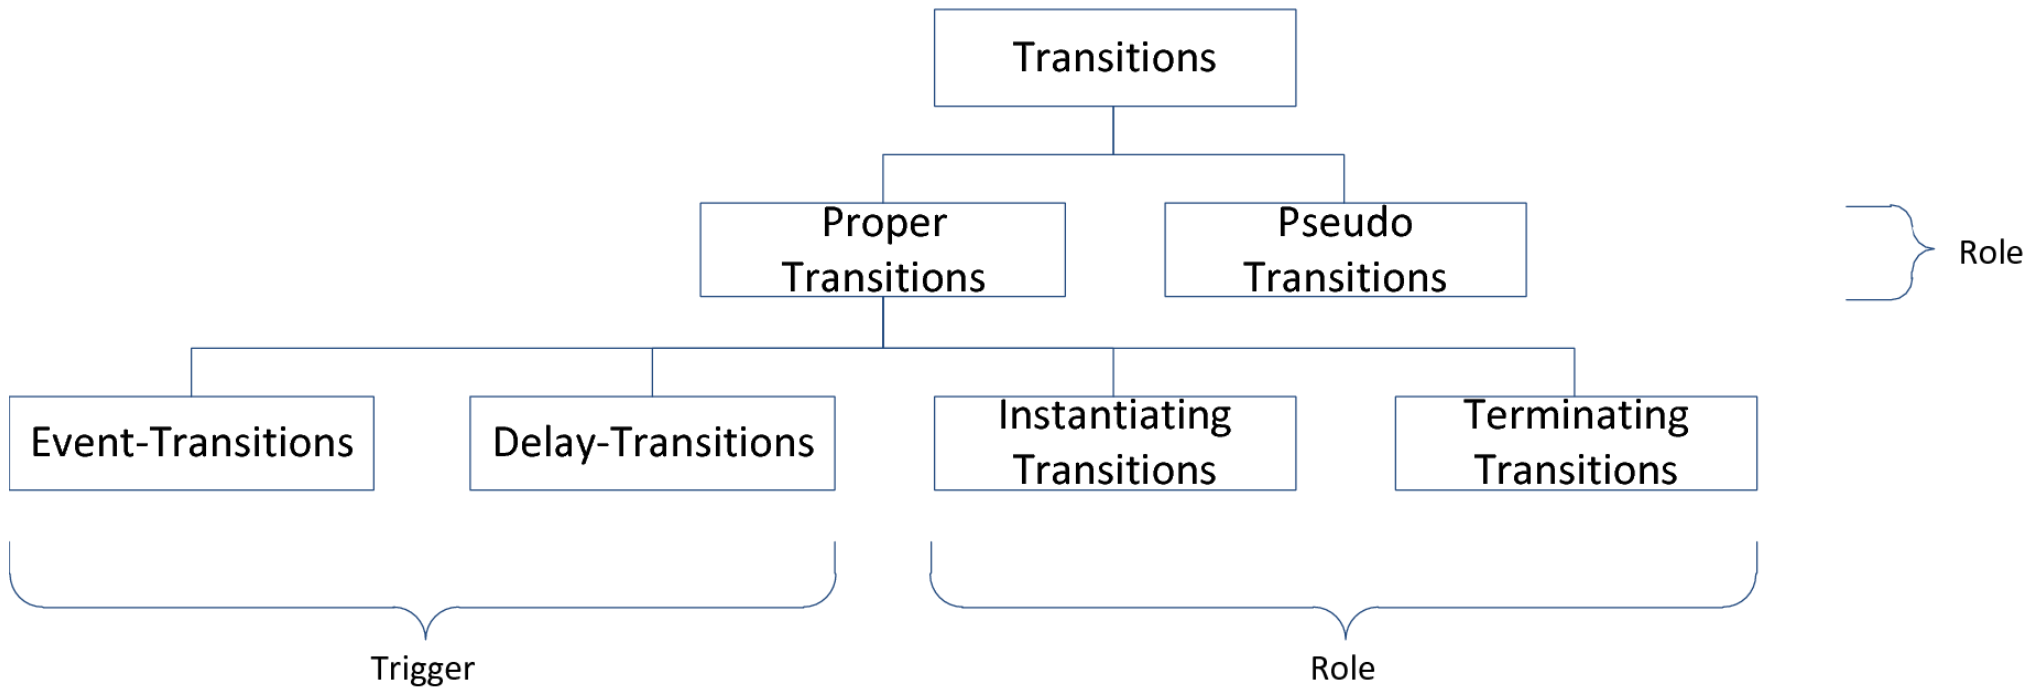 Transitions
Proper
Transitions
Pseudo
Transitions
Role
Event-Transitions
Delay-Transitions
Instantiating
Transitions
Terminating
Transitions
Trigger
Role